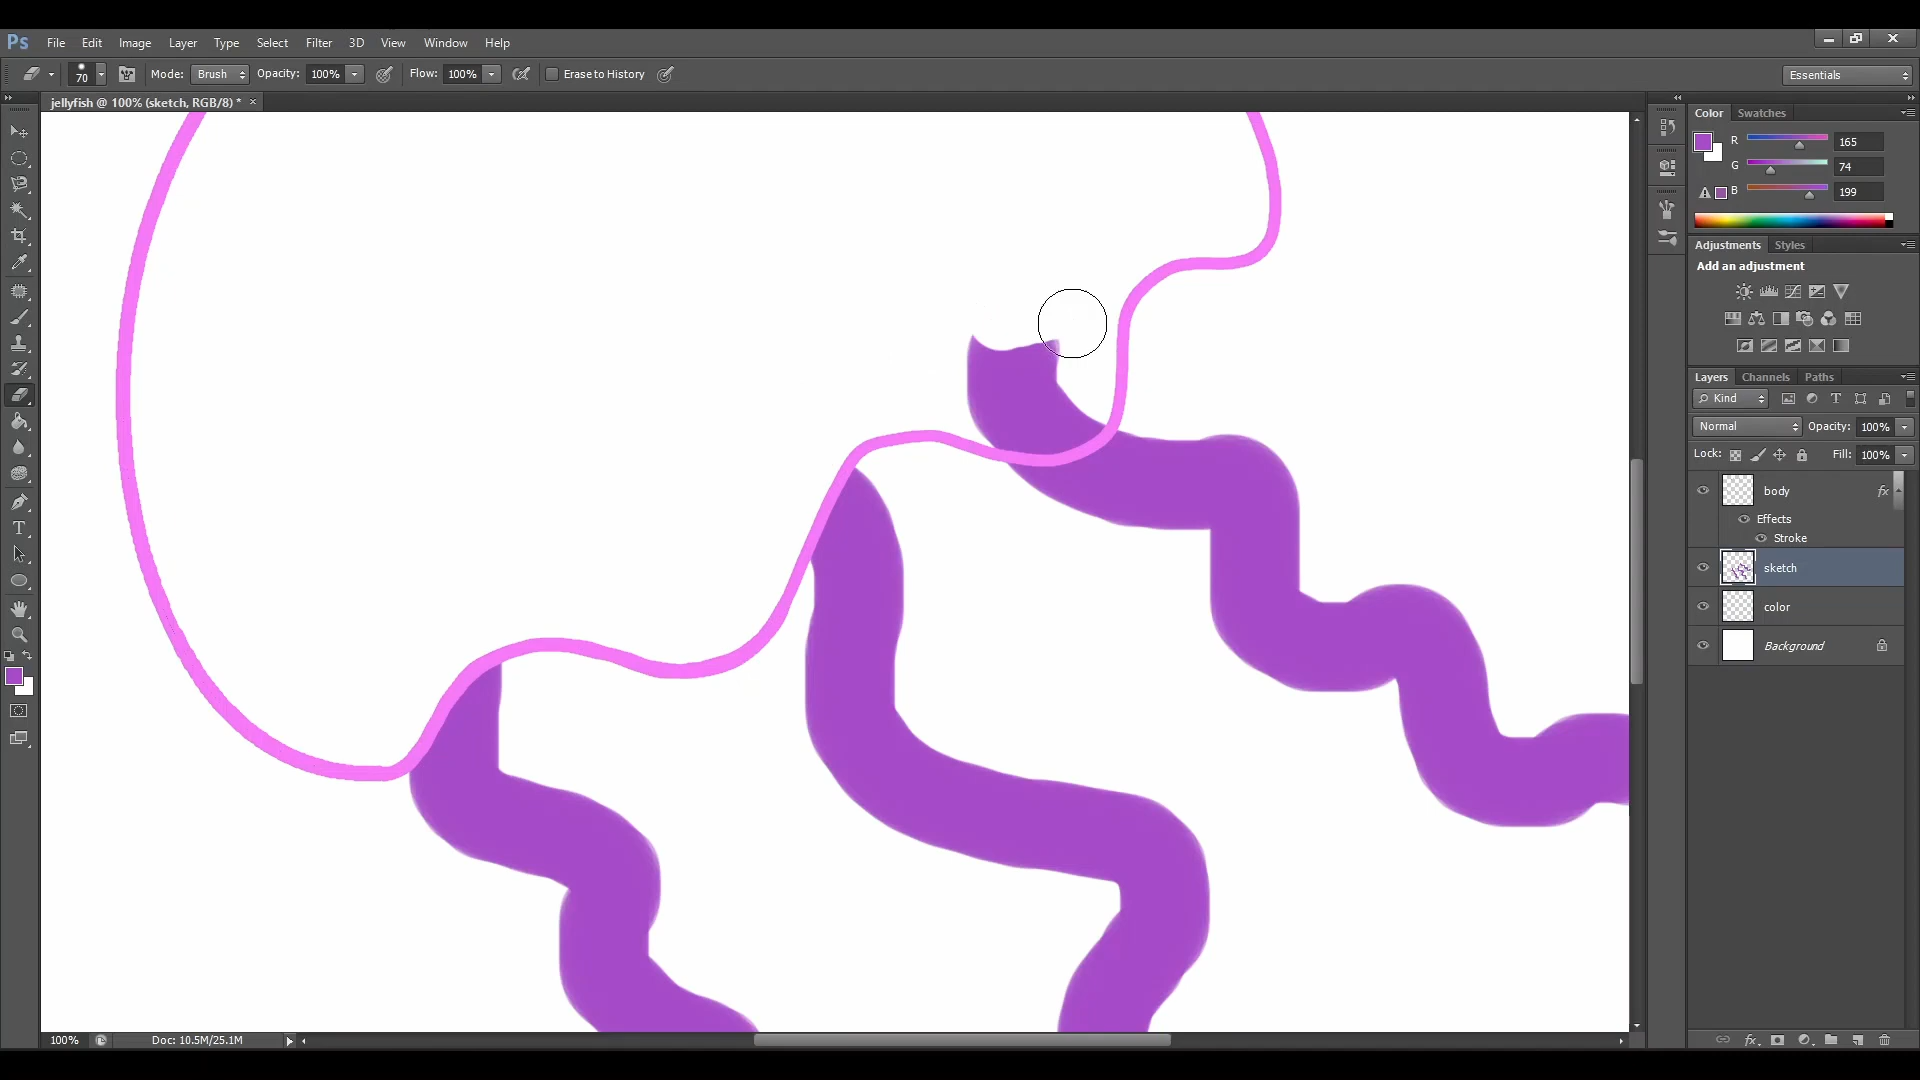 Ps File Edit Image Layer Type Select Filter 3D View Window Help
70 Mode: Brush Opacity: 100% Flow: 100% Erase to History Essentials
jellyfish @ 100% (sketch, RGB/8) * ×
Color Swatches
R 165
G 74
B 199
Adjustments Styles
Add an adjustment
Layers Channels Paths
Kind
Normal Opacity: 100%
Lock: Fill: 100%
body fx
Effects
Stroke
sketch
color
Background
100% Doc: 10.5M/25.1M